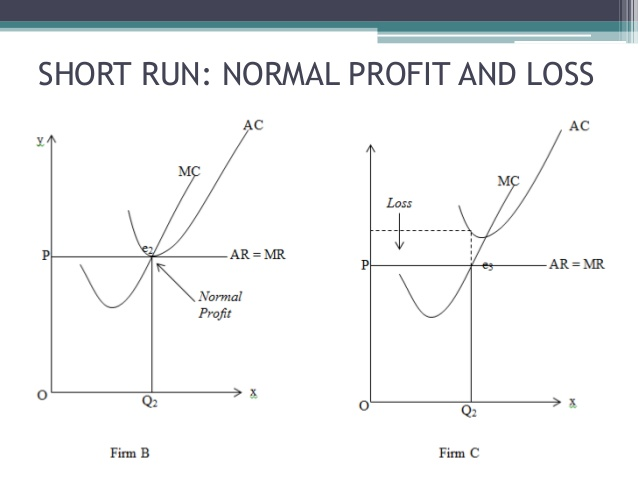 SHORT RUN: NORMAL PROFIT AND LOSS
y
AC
MC
e2
P
AR = MR
Normal
Profit
O
Q2
x
Firm B
AC
MC
Loss
P
e3
AR = MR
O
Q2
x
Firm C